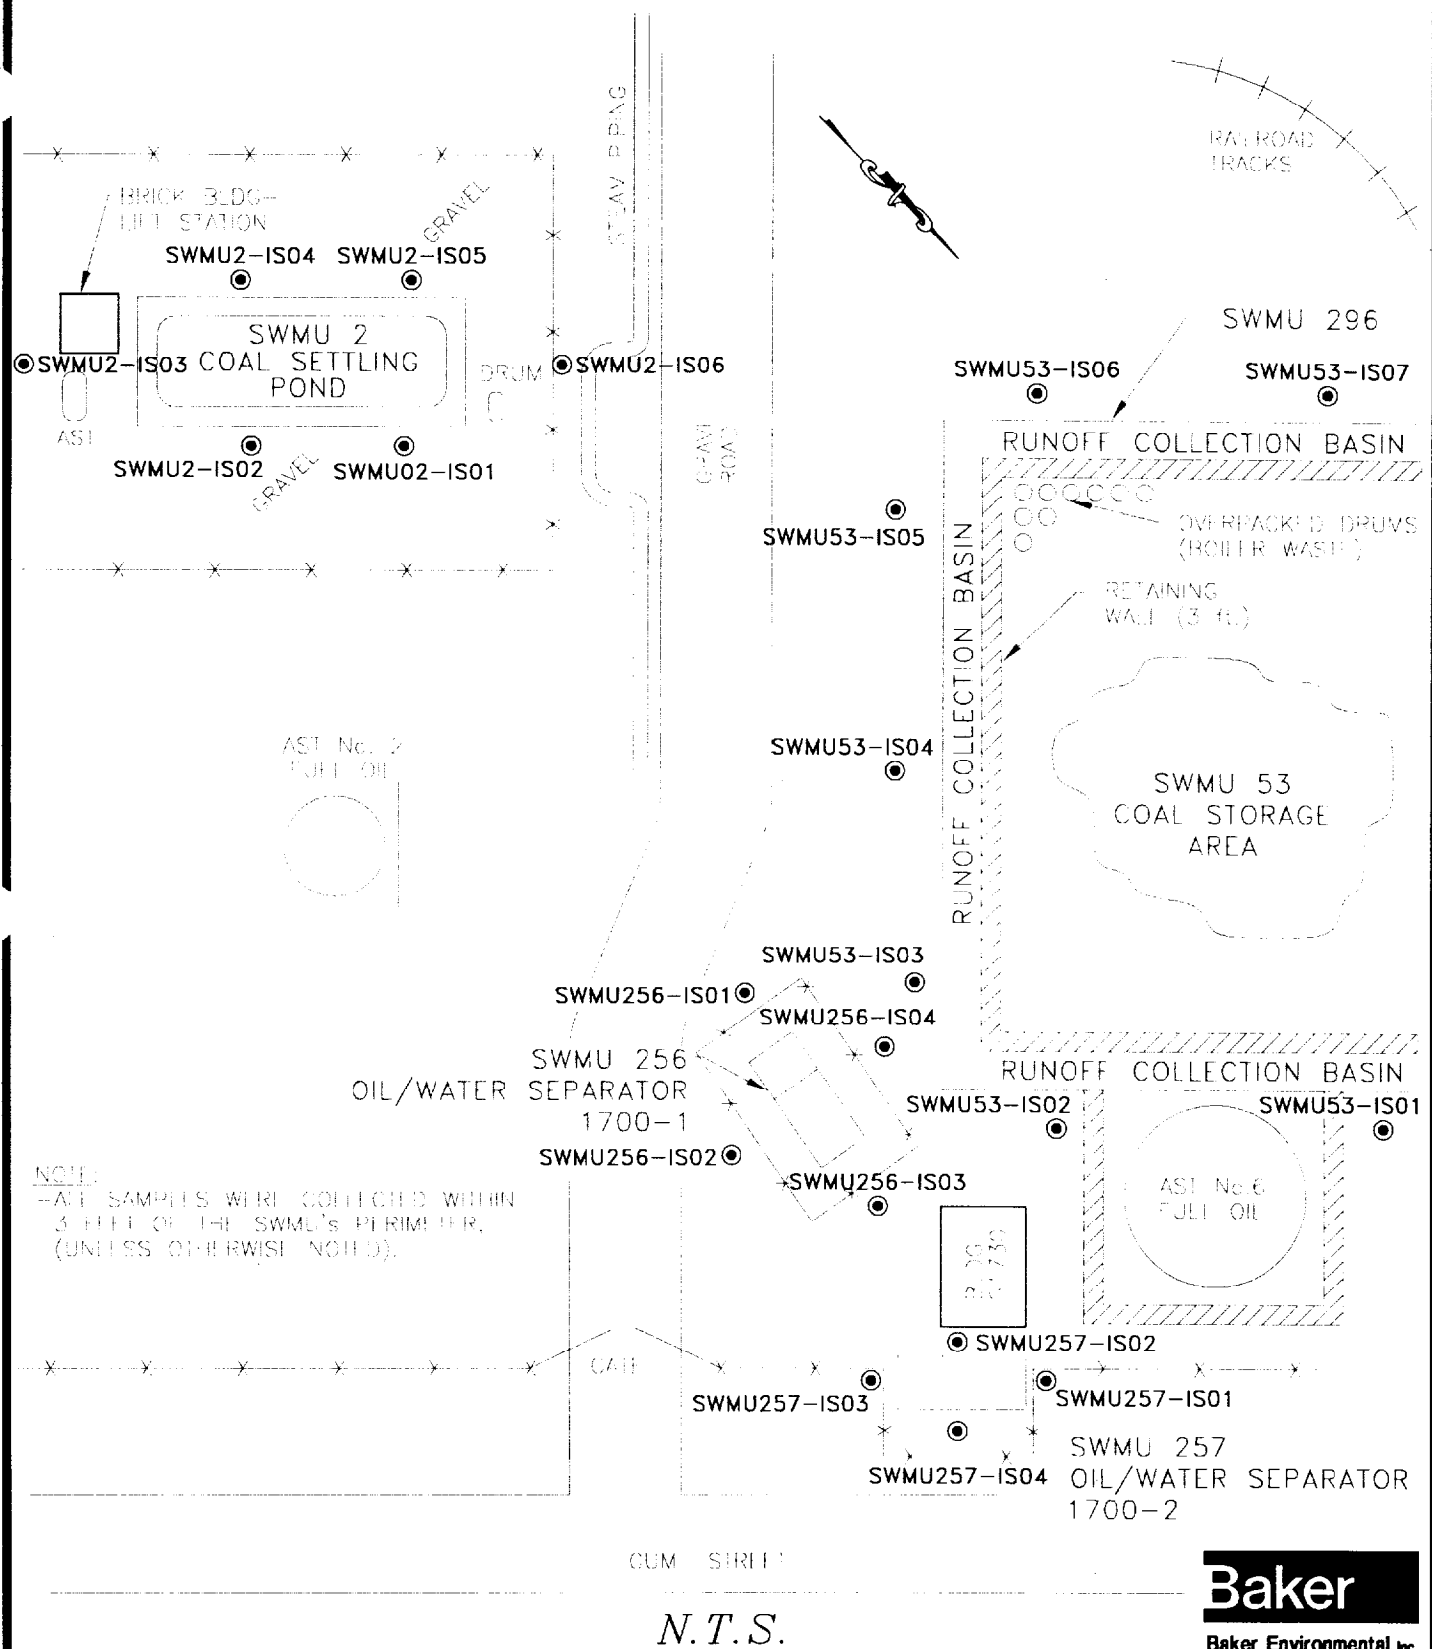 STEAM PIPING
RAILROAD
TRACKS
BRICK BLDG-
LIFT STATION
GRAVEL
SWMU2-IS04
SWMU2-IS05
SWMU 2
COAL SETTLING
POND
SWMU2-IS03
DRUM
SWMU2-IS06
AST
SWMU2-IS02
SWMU02-IS01
GRAVEL
ROAD
SWMU 296
SWMU53-IS06
SWMU53-IS07
RUNOFF COLLECTION BASIN
OVERPACKED DRUMS
(BOILER WASTE)
SWMU53-IS05
RUNOFF COLLECTION BASIN
RETAINING
WALL (3 ft.)
AST No. 2
FUEL OIL
SWMU53-IS04
SWMU 53
COAL STORAGE
AREA
SWMU53-IS03
SWMU256-IS01
SWMU256-IS04
SWMU 256
OIL/WATER SEPARATOR
1700-1
RUNOFF COLLECTION BASIN
SWMU53-IS02
SWMU53-IS01
SWMU256-IS02
SWMU256-IS03
AST No.6
FUEL OIL
NOTE:
-ALL SAMPLES WERE COLLECTED WITHIN
3 FEET OF THE SWMU's PERIMETER,
(UNLESS OTHERWISE NOTED).
BLDG
SWMU257-IS02
GATE
SWMU257-IS03
SWMU257-IS01
SWMU257-IS04
SWMU 257
OIL/WATER SEPARATOR
1700-2
GUM STREET
N.T.S.
Baker
Baker Environmental, Inc.